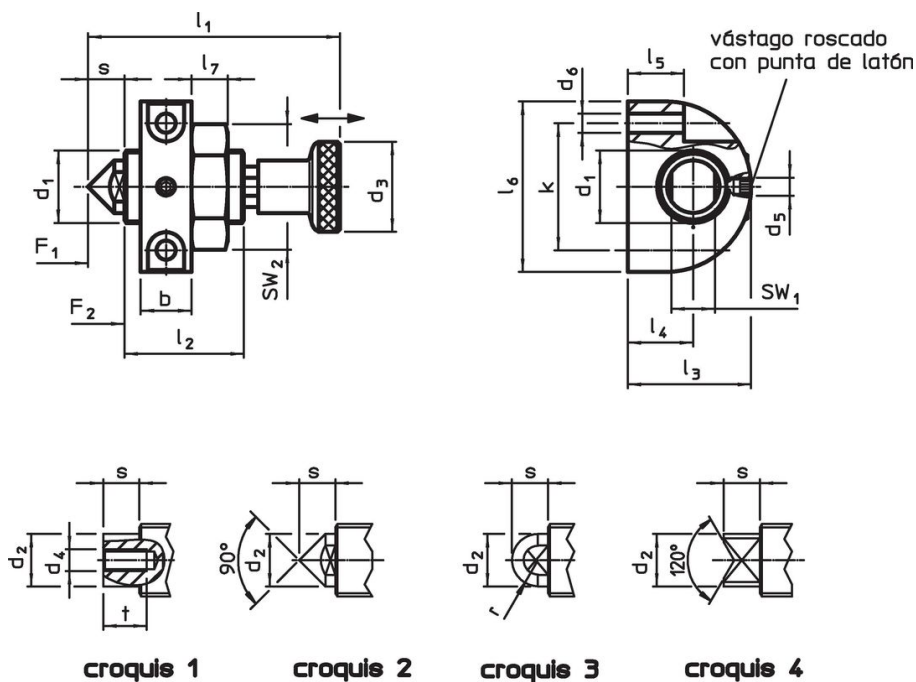 l₁
s
l₇
d₁
d₃
F₁
SW₂
b
F₂
l₂
vástago roscado
con punta de latón
l₅
d₆
l₆
k
d₁
d₅
SW₁
l₄
l₃
s
d₂
d₄
t
croquis 1
s
90°
d₂
croquis 2
s
d₂
r
croquis 3
s
d₂
120°
croquis 4